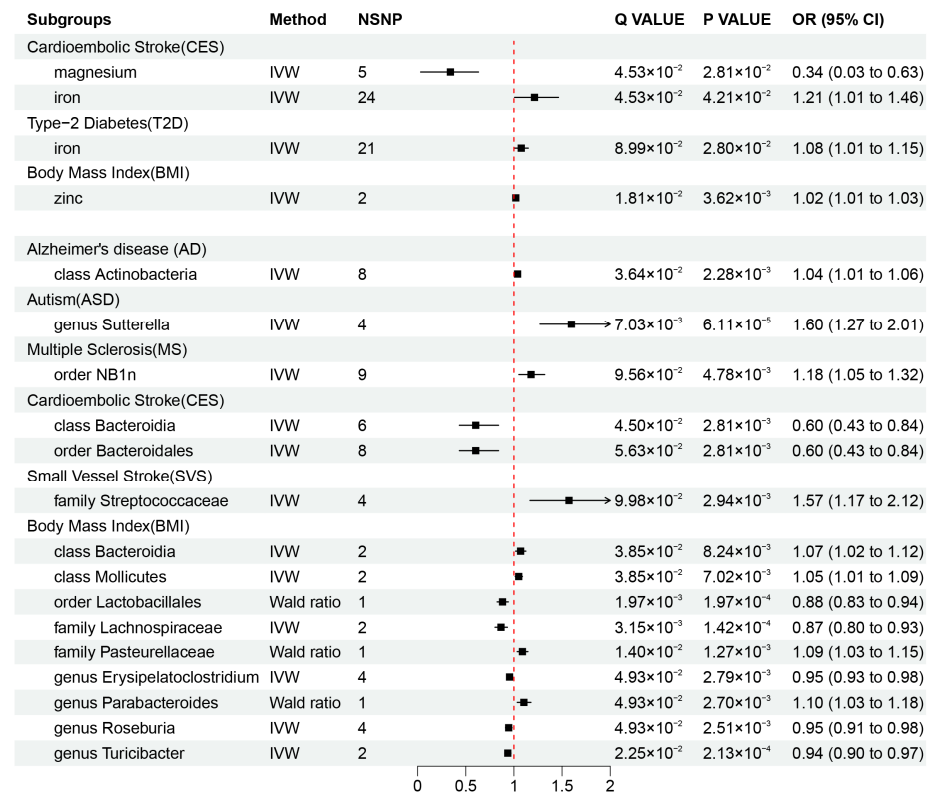 Subgroups Method NSNP Q VALUE P VALUE OR (95% CI)
Cardioembolic Stroke(CES)
magnesium IVW 5 4.53×10⁻² 2.81×10⁻² 0.34 (0.03 to 0.63)
iron IVW 24 4.53×10⁻² 4.21×10⁻² 1.21 (1.01 to 1.46)
Type−2 Diabetes(T2D)
iron IVW 21 8.99×10⁻² 2.80×10⁻² 1.08 (1.01 to 1.15)
Body Mass Index(BMI)
zinc IVW 2 1.81×10⁻² 3.62×10⁻³ 1.02 (1.01 to 1.03)
Alzheimer's disease (AD)
class Actinobacteria IVW 8 3.64×10⁻² 2.28×10⁻³ 1.04 (1.01 to 1.06)
Autism(ASD)
genus Sutterella IVW 4 7.03×10⁻³ 6.11×10⁻⁵ 1.60 (1.27 to 2.01)
Multiple Sclerosis(MS)
order NB1n IVW 9 9.56×10⁻² 4.78×10⁻³ 1.18 (1.05 to 1.32)
Cardioembolic Stroke(CES)
class Bacteroidia IVW 6 4.50×10⁻² 2.81×10⁻³ 0.60 (0.43 to 0.84)
order Bacteroidales IVW 8 5.63×10⁻² 2.81×10⁻³ 0.60 (0.43 to 0.84)
Small Vessel Stroke(SVS)
family Streptococcaceae IVW 4 9.98×10⁻² 2.94×10⁻³ 1.57 (1.17 to 2.12)
Body Mass Index(BMI)
class Bacteroidia IVW 2 3.85×10⁻² 8.24×10⁻³ 1.07 (1.02 to 1.12)
class Mollicutes IVW 2 3.85×10⁻² 7.02×10⁻³ 1.05 (1.01 to 1.09)
order Lactobacillales Wald ratio 1 1.97×10⁻³ 1.97×10⁻⁴ 0.88 (0.83 to 0.94)
family Lachnospiraceae IVW 2 3.15×10⁻³ 1.42×10⁻⁴ 0.87 (0.80 to 0.93)
family Pasteurellaceae Wald ratio 1 1.40×10⁻² 1.27×10⁻³ 1.09 (1.03 to 1.15)
genus Erysipelatoclostridium IVW 4 4.93×10⁻² 2.79×10⁻³ 0.95 (0.93 to 0.98)
genus Parabacteroides Wald ratio 1 4.93×10⁻² 2.70×10⁻³ 1.10 (1.03 to 1.18)
genus Roseburia IVW 4 4.93×10⁻² 2.51×10⁻³ 0.95 (0.91 to 0.98)
genus Turicibacter IVW 2 2.25×10⁻² 2.13×10⁻⁴ 0.94 (0.90 to 0.97)
0 0.5 1 1.5 2